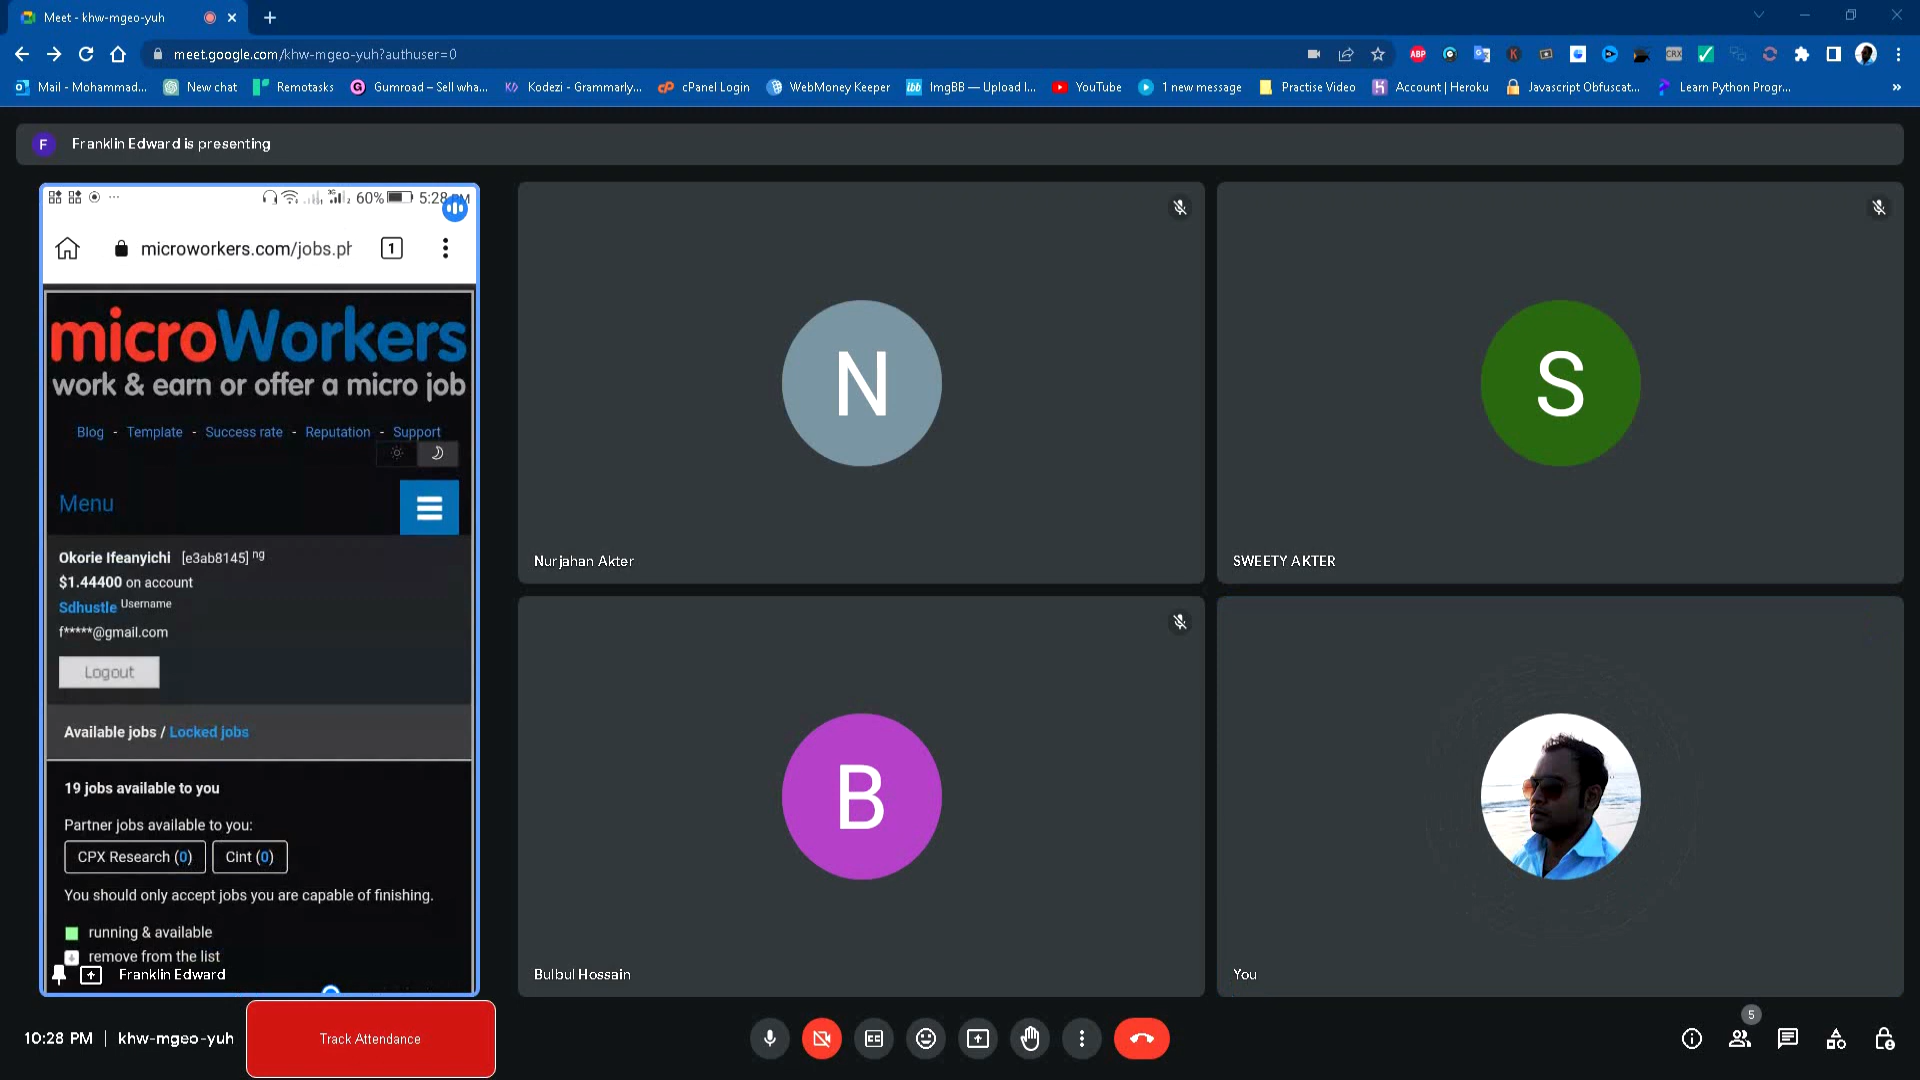 Meet - khw-mgeo-yuh
meet.google.com/khw-mgeo-yuh?authuser=0
Mail - Mohammad...
New chat
Remotasks
Gumroad – Sell wha...
Kodezi - Grammarly...
cPanel Login
WebMoney Keeper
ImgBB — Upload I...
YouTube
1 new message
Practise Video
Account | Heroku
Javascript Obfuscat...
Learn Python Progr...
»
ABP
K
CRX
F
Franklin Edward is presenting
3G
60%
5:28 PM
microworkers.com/jobs.ph
1
microWorkers
work & earn or offer a micro job
Blog - Template - Success rate - Reputation - Support
Menu
Okorie Ifeanyichi [e3ab8145] ng
$1.44400 on account
Sdhustle Username
f*****@gmail.com
Logout
Available jobs / Locked jobs
19 jobs available to you
Partner jobs available to you:
CPX Research (0) Cint (0)
You should only accept jobs you are capable of finishing.
running & available
remove from the list
Franklin Edward
N
Nurjahan Akter
S
SWEETY AKTER
B
Bulbul Hossain
You
10:28 PM | khw-mgeo-yuh
Track Attendance
5